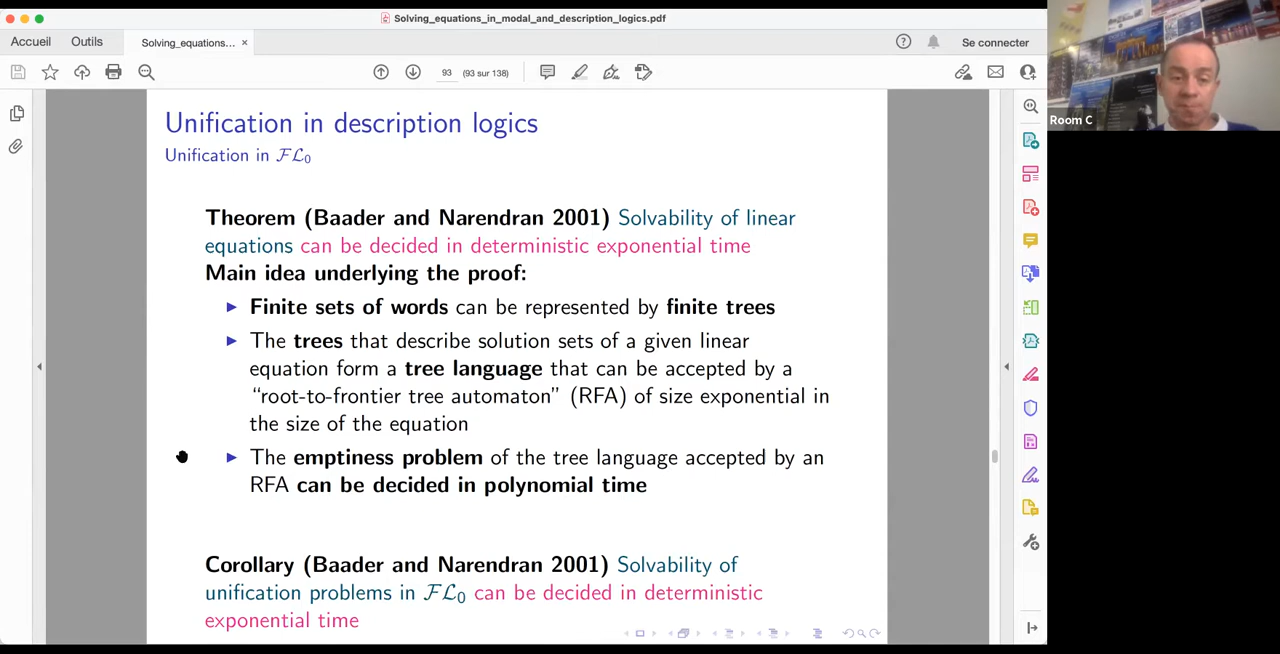 Solving_equations_in_modal_and_description_logics.pdf
Accueil Outils Solving_equations... × Se connecter
93 (93 sur 138)
Room C
Unification in description logics
Unification in ℱℒ₀
Theorem (Baader and Narendran 2001) Solvability of linear
equations can be decided in deterministic exponential time
Main idea underlying the proof:
▶ Finite sets of words can be represented by finite trees
▶ The trees that describe solution sets of a given linear
equation form a tree language that can be accepted by a
“root-to-frontier tree automaton” (RFA) of size exponential in
the size of the equation
▶ The emptiness problem of the tree language accepted by an
RFA can be decided in polynomial time
Corollary (Baader and Narendran 2001) Solvability of
unification problems in ℱℒ₀ can be decided in deterministic
exponential time